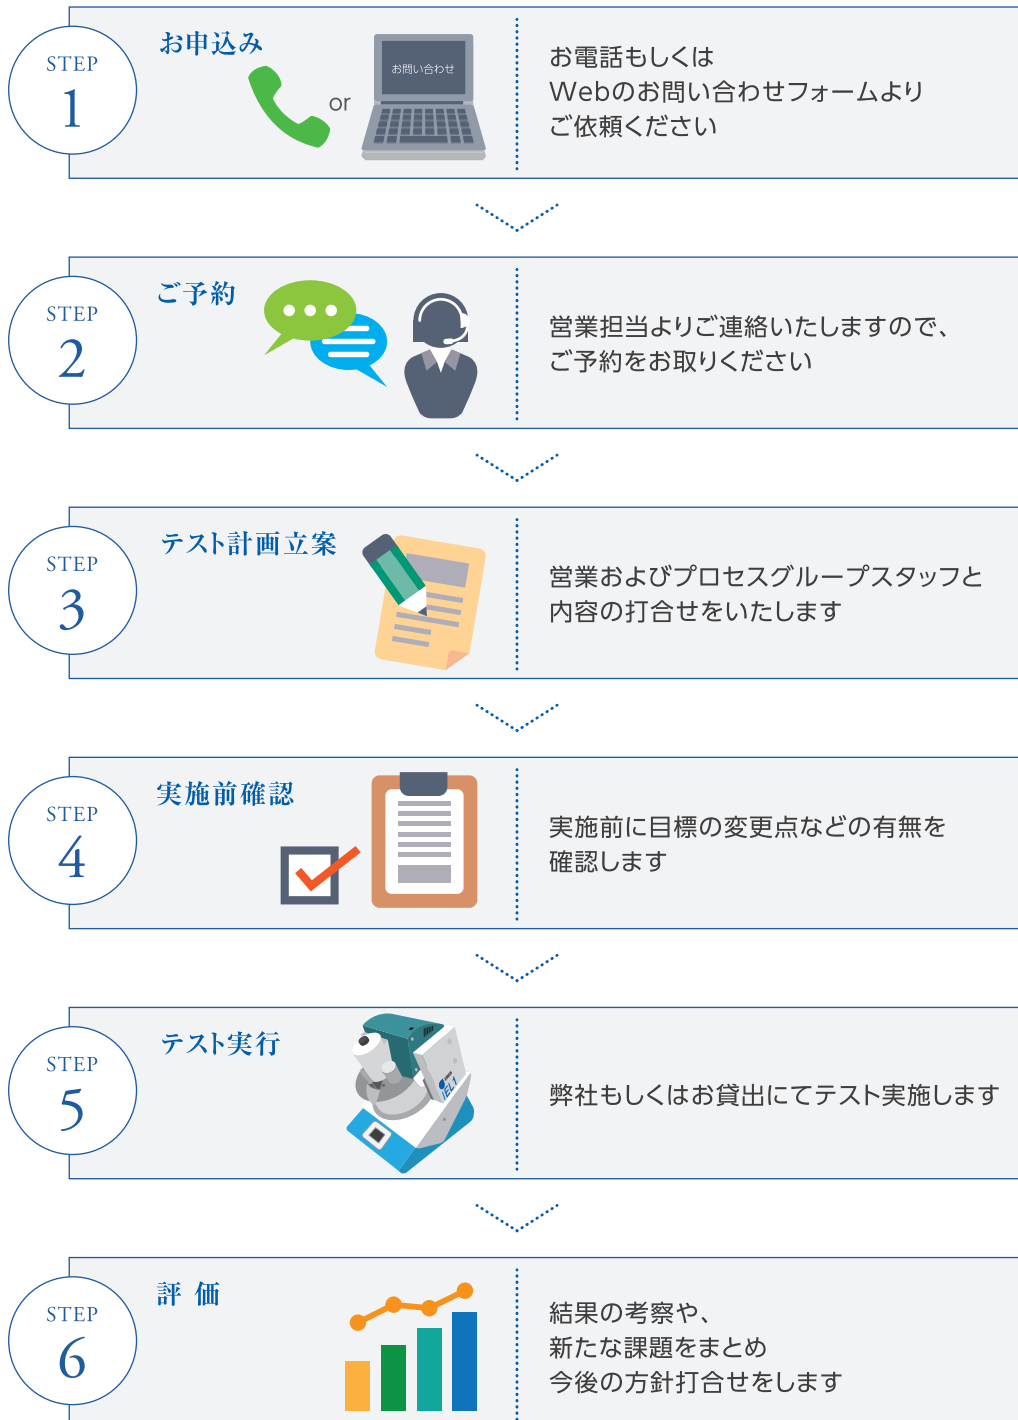 STEP
1
お申込み
or
お問い合わせ
お電話もしくは
Webのお問い合わせフォームより
ご依頼ください
STEP
2
ご予約
営業担当よりご連絡いたしますので、
ご予約をお取りください
STEP
3
テスト計画立案
営業およびプロセスグループスタッフと
内容の打合せをいたします
STEP
4
実施前確認
実施前に目標の変更点などの有無を
確認します
STEP
5
テスト実行
弊社もしくはお貸出にてテスト実施します
STEP
6
評 価
結果の考察や、
新たな課題をまとめ
今後の方針打合せをします